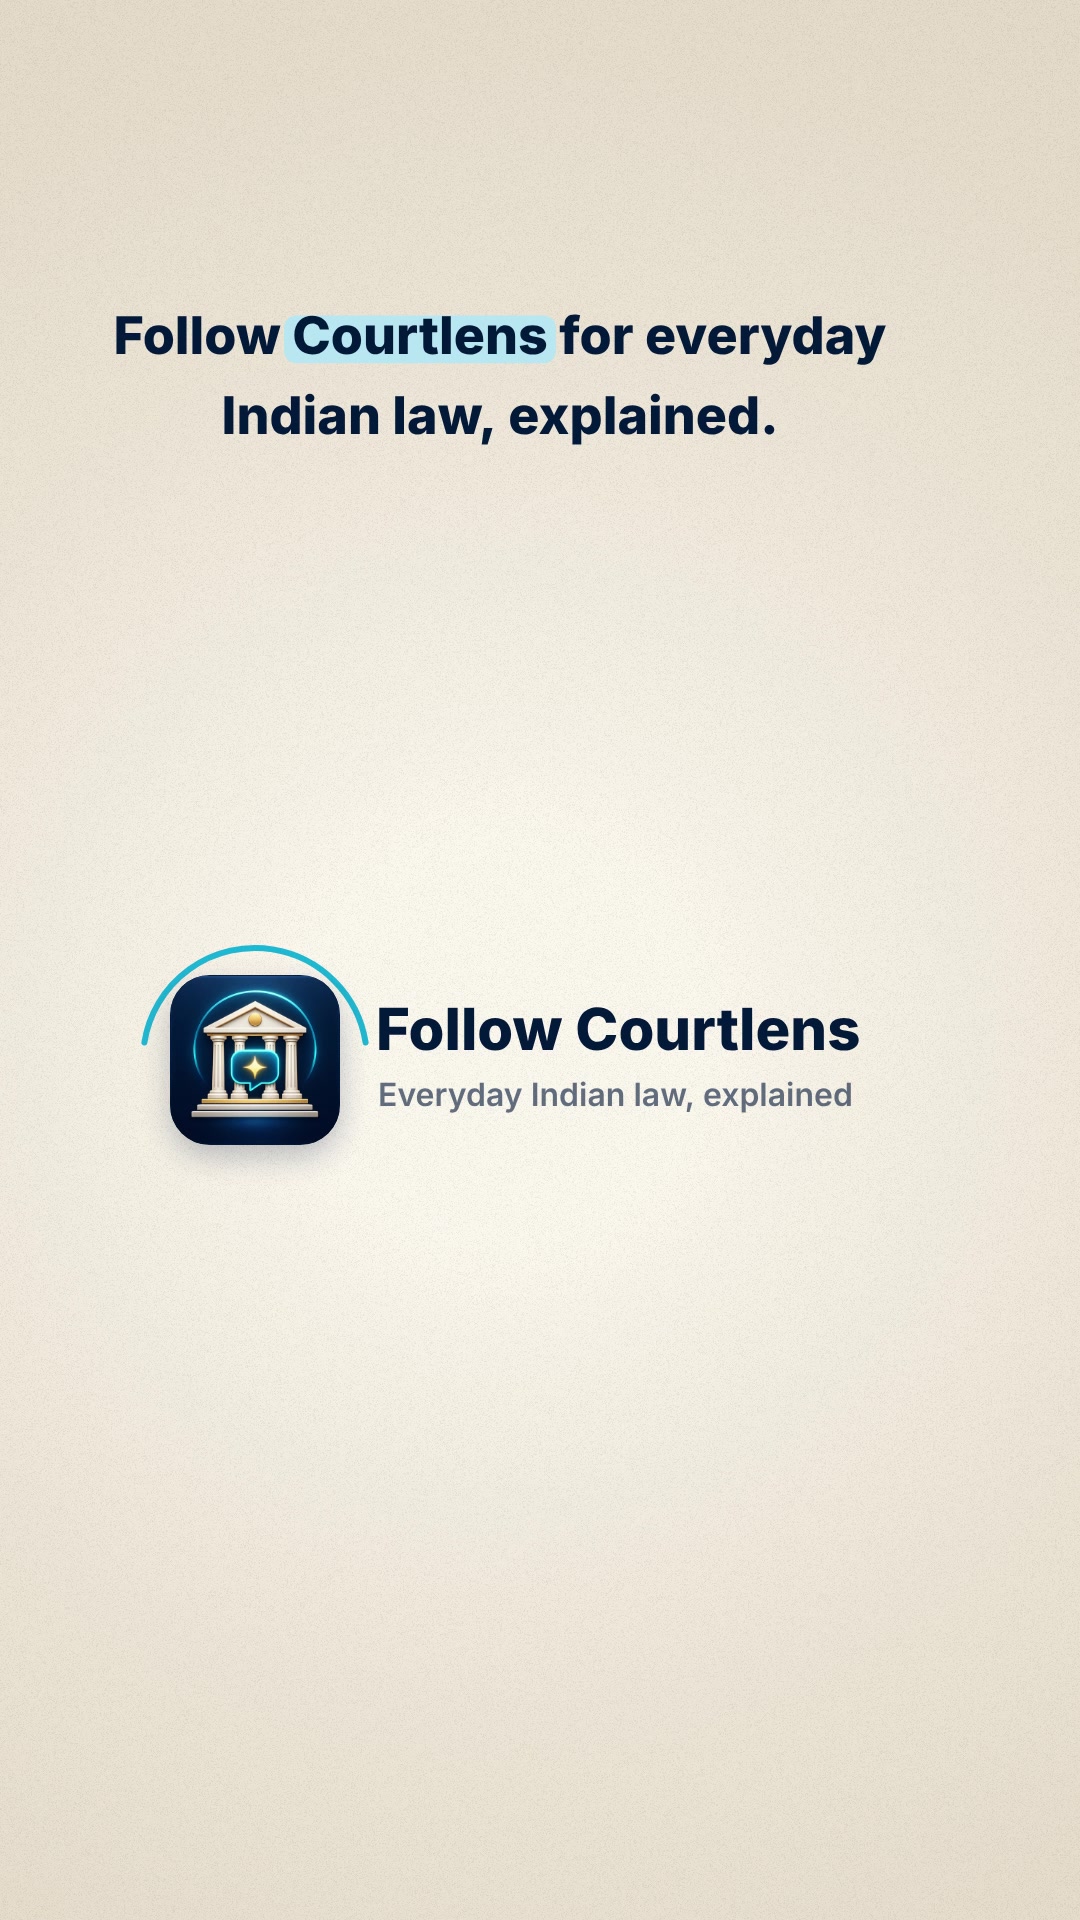 Follow Courtlens for everyday
Indian law, explained.
Follow Courtlens
Everyday Indian law, explained